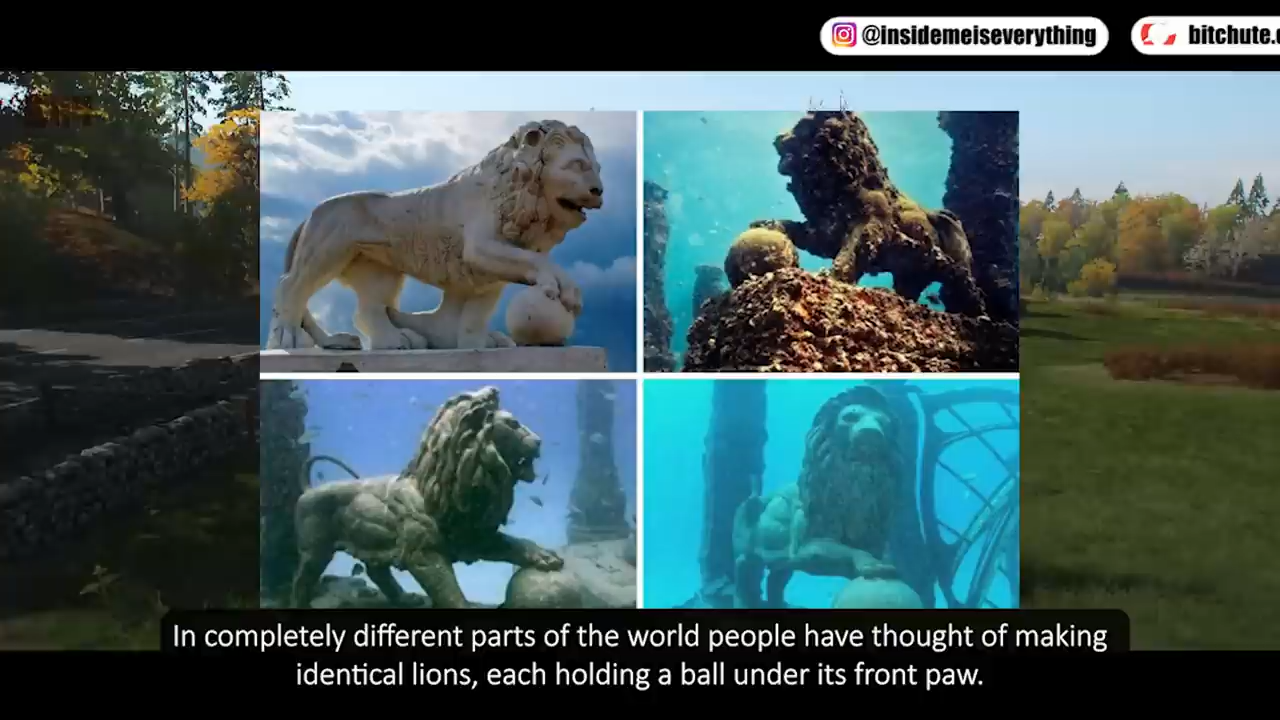 @insidemeiseverything
bitchute.c
In completely different parts of the world people have thought of making
identical lions, each holding a ball under its front paw.